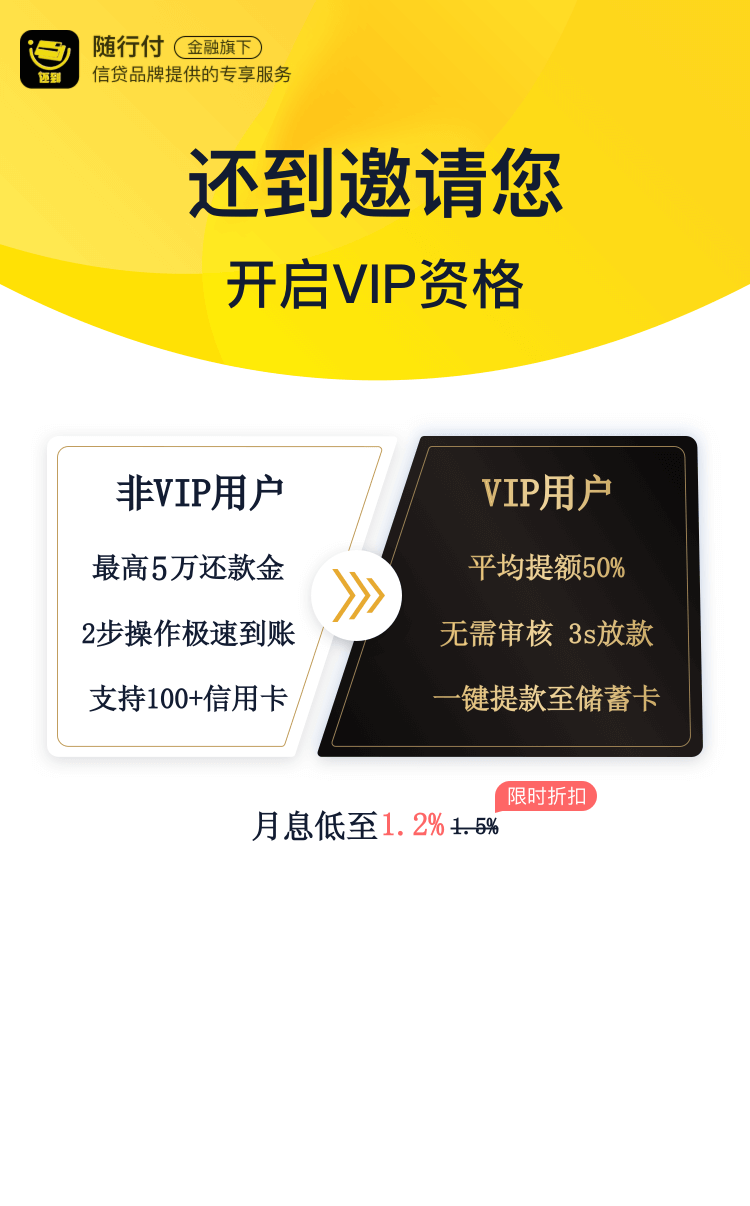 随行付 金融旗下
信贷品牌提供的专享服务
还到
还到邀请您
开启VIP资格
非VIP用户
最高5万还款金
2步操作极速到账
支持100+信用卡
VIP用户
平均提额50%
无需审核 3s放款
一键提款至储蓄卡
限时折扣
月息低至1.2% 1.5%